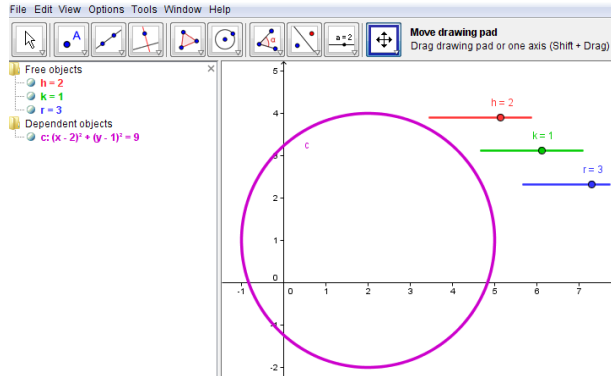 File Edit View Options Tools Window Help
A
α
a = 2
Move drawing pad
Drag drawing pad or one axis (Shift + Drag)
Free objects
h = 2
k = 1
r = 3
Dependent objects
c: (x - 2)² + (y - 1)² = 9
5
4
3
2
1
0
-1
-2
-1
0
1
2
3
4
5
6
7
c
h = 2
k = 1
r = 3